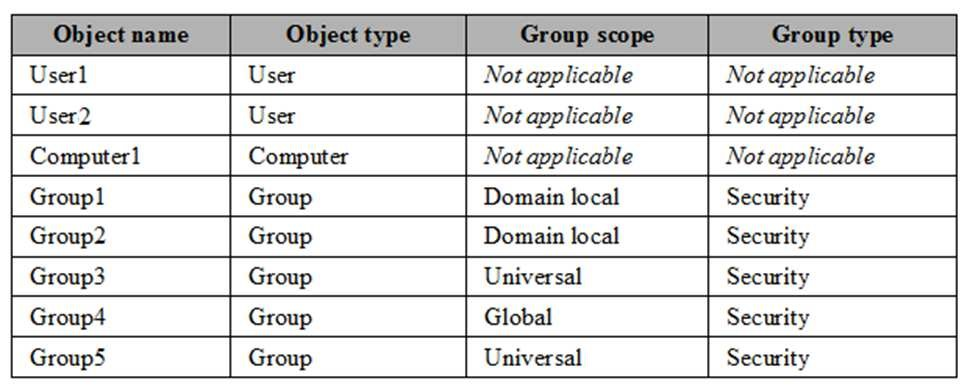 Object name Object type Group scope Group type
User1 User Not applicable Not applicable
User2 User Not applicable Not applicable
Computer1 Computer Not applicable Not applicable
Group1 Group Domain local Security
Group2 Group Domain local Security
Group3 Group Universal Security
Group4 Group Global Security
Group5 Group Universal Security